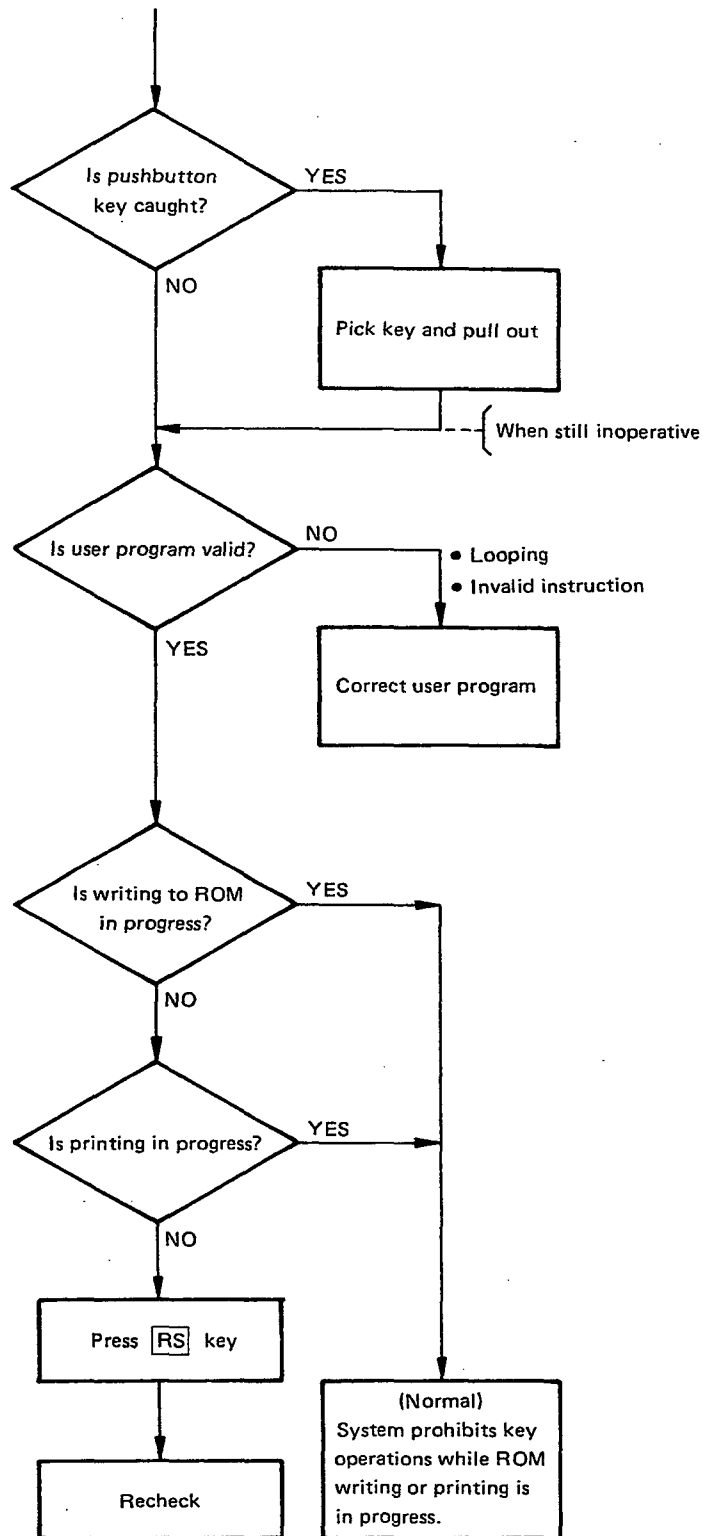 Is pushbutton
key caught?
YES
NO
Pick key and pull out
When still inoperative
Is user program valid?
NO
• Looping
• Invalid instruction
YES
Correct user program
Is writing to ROM
in progress?
YES
NO
Is printing in progress?
YES
NO
Press RS key
(Normal)
System prohibits key
operations while ROM
writing or printing is
in progress.
Recheck